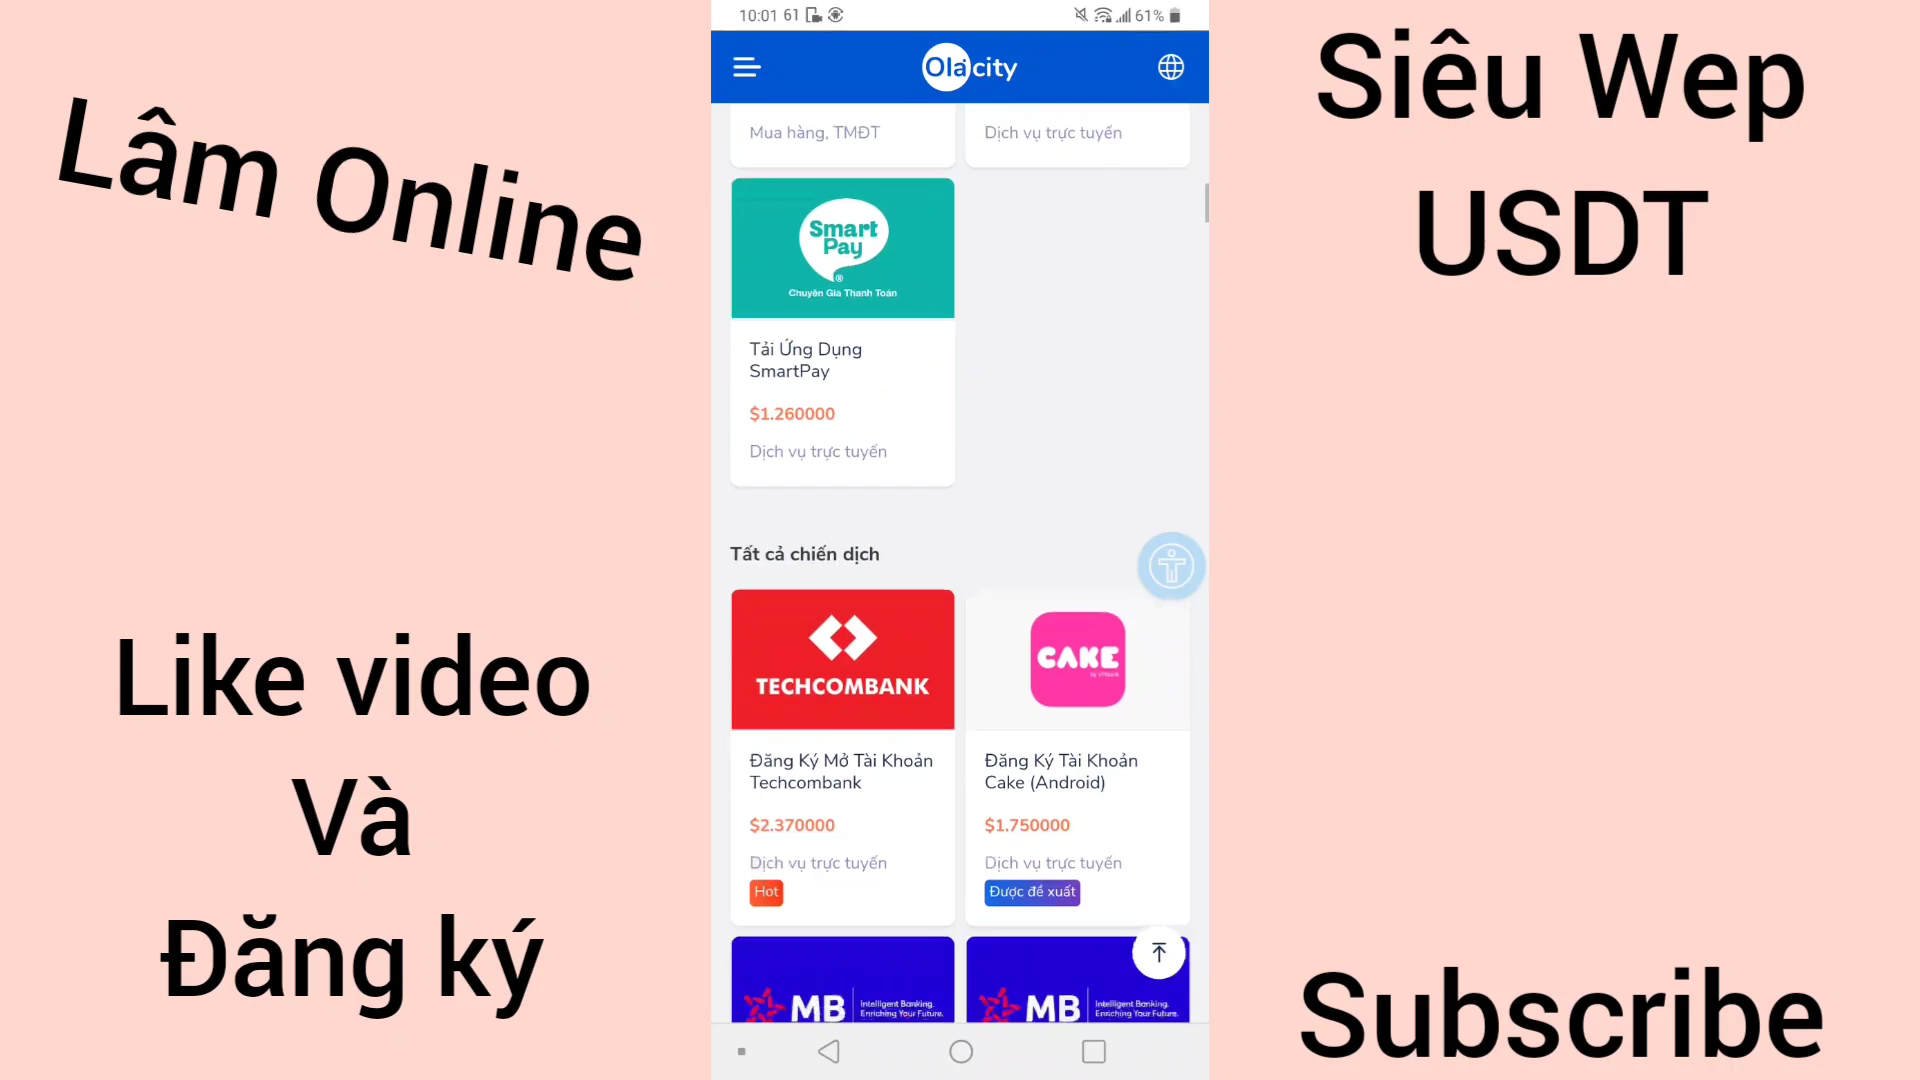 Lâm Online
Like video
Và
Đăng ký
10:01 61
61%
Ola city
Mua hàng, TMĐT
Dịch vụ trực tuyến
Smart
Pay
®
Chuyên Gia Thanh Toán
Tải Ứng Dụng
SmartPay
$1.260000
Dịch vụ trực tuyến
Tất cả chiến dịch
TECHCOMBANK
Đăng Ký Mở Tài Khoản
Techcombank
$2.370000
Dịch vụ trực tuyến
Hot
CAKE
by VPBank
Đăng Ký Tài Khoản
Cake (Android)
$1.750000
Dịch vụ trực tuyến
Được đề xuất
MB
Intelligent Banking.
Enriching Your Future.
MB
Intelligent Banking.
Enriching Your Future.
Siêu Wep
USDT
Subscribe